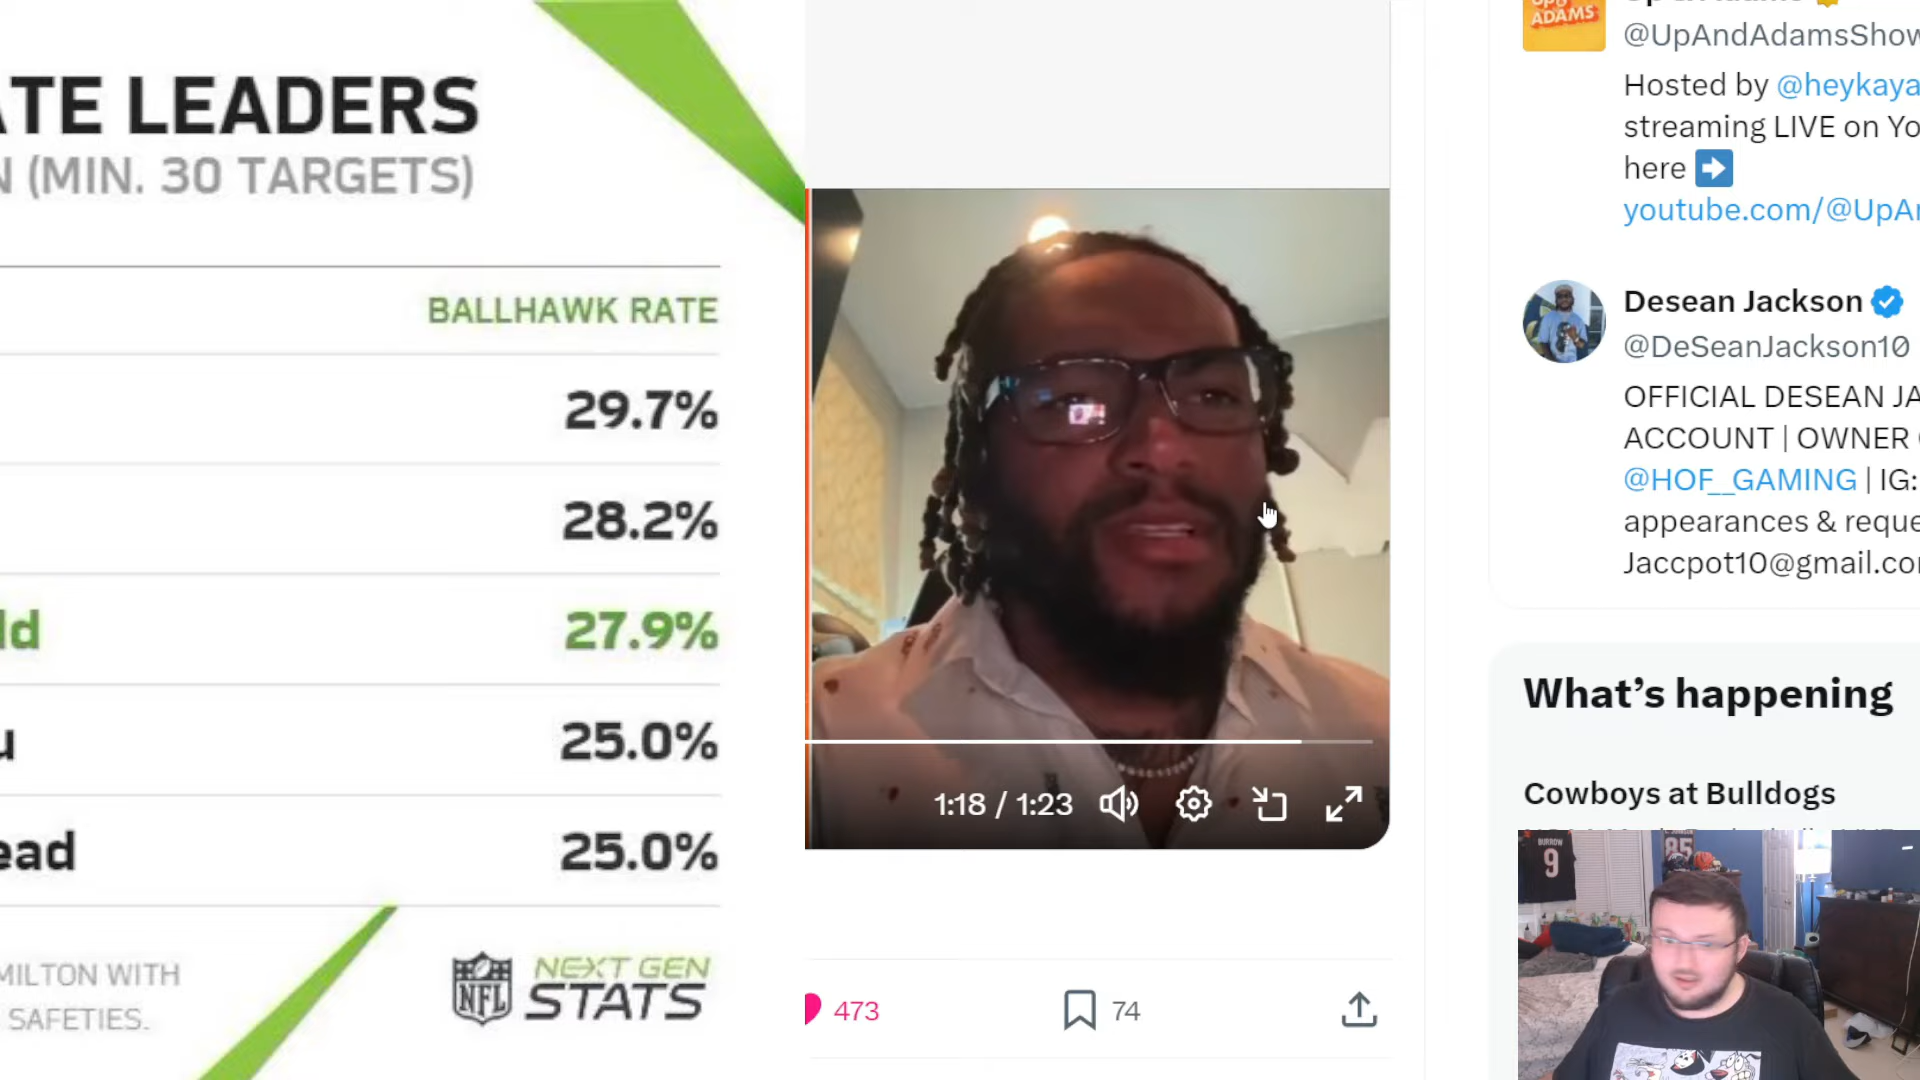 ATE LEADERS
N (MIN. 30 TARGETS)
BALLHAWK RATE
29.7%
28.2%
ld 27.9%
u 25.0%
ead 25.0%
MILTON WITH
SAFETIES.
NFL NEXT GEN
STATS
1:18 / 1:23
473
74
UP&
ADAMS
@UpAndAdamsShow
Hosted by @heykaya
streaming LIVE on Yo
here
youtube.com/@UpAn
Desean Jackson
@DeSeanJackson10
OFFICIAL DESEAN JA
ACCOUNT | OWNER
@HOF__GAMING | IG:
appearances & reque
Jaccpot10@gmail.co
What's happening
Cowboys at Bulldogs
BURROW
9
85